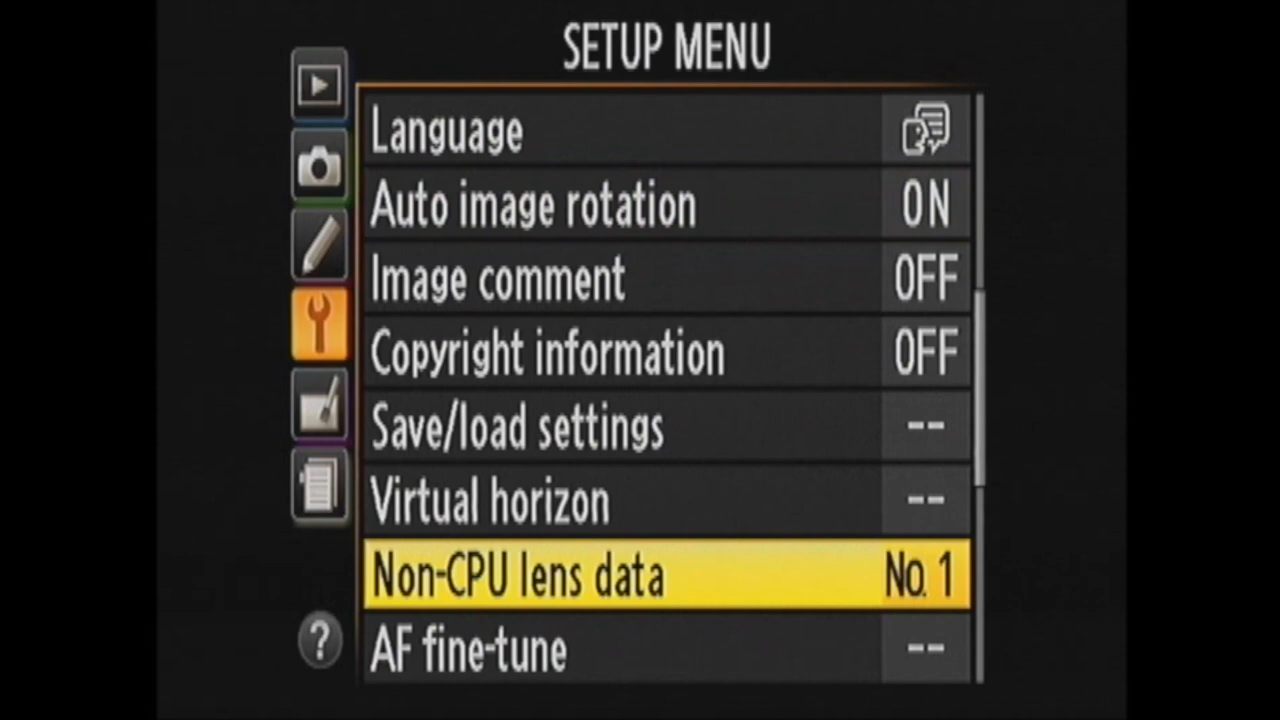 SETUP MENU
Language
Auto image rotation ON
Image comment OFF
Copyright information OFF
Save/load settings --
Virtual horizon --
Non-CPU lens data No. 1
AF fine-tune --
?